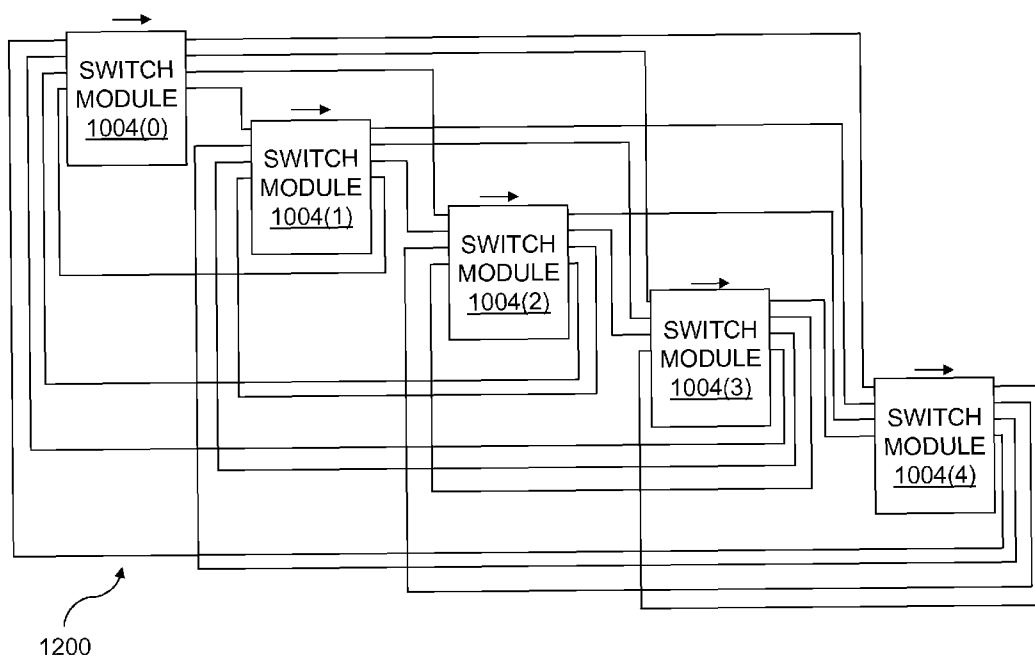 SWITCH
MODULE
1004(0)
SWITCH
MODULE
1004(1)
SWITCH
MODULE
1004(2)
SWITCH
MODULE
1004(3)
SWITCH
MODULE
1004(4)
1200